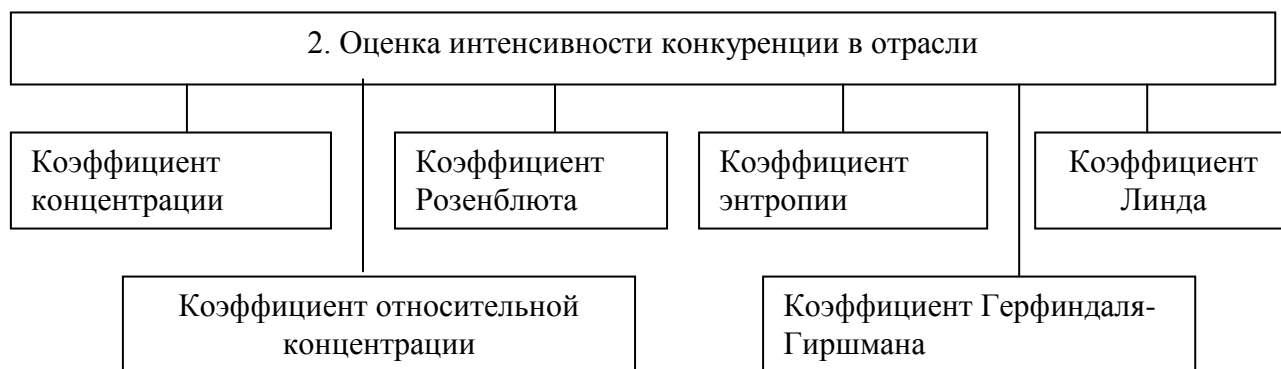 2. Оценка интенсивности конкуренции в отрасли
Коэффициент
концентрации
Коэффициент
Розенблюта
Коэффициент
энтропии
Коэффициент
Линда
Коэффициент относительной
концентрации
Коэффициент Герфиндаля-
Гиршмана